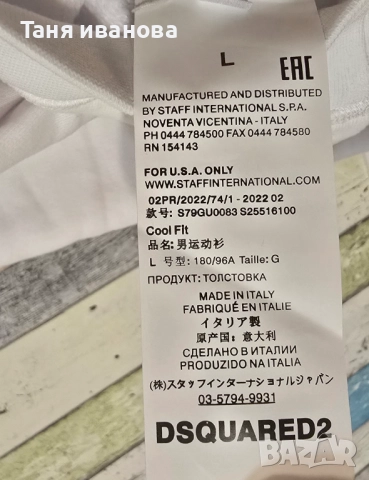 Таня иванова
L
EAC
MANUFACTURED AND DISTRIBUTED
BY STAFF INTERNATIONAL S.P.A.
NOVENTA VICENTINA - ITALY
PH 0444 784500 FAX 0444 784580
RN 154143
FOR U.S.A. ONLY
WWW.STAFFINTERNATIONAL.COM
02PR/2022/74/1 - 2022 02
款号: S79GU0083 S25516100
Cool Fit
品名: 男运动衫
L 号型: 180/96A Taille: G
ПРОДУКТ: ТОЛСТОВКА
MADE IN ITALY
FABRIQUÉ EN ITALIE
イタリア製
原产国: 意大利
СДЕЛАНО В ИТАЛИИ
PRODUZIDO NA ITALIA
(株)スタッフインターナショナルジャパン
03-5794-9931
DSQUARED2
BAZAR